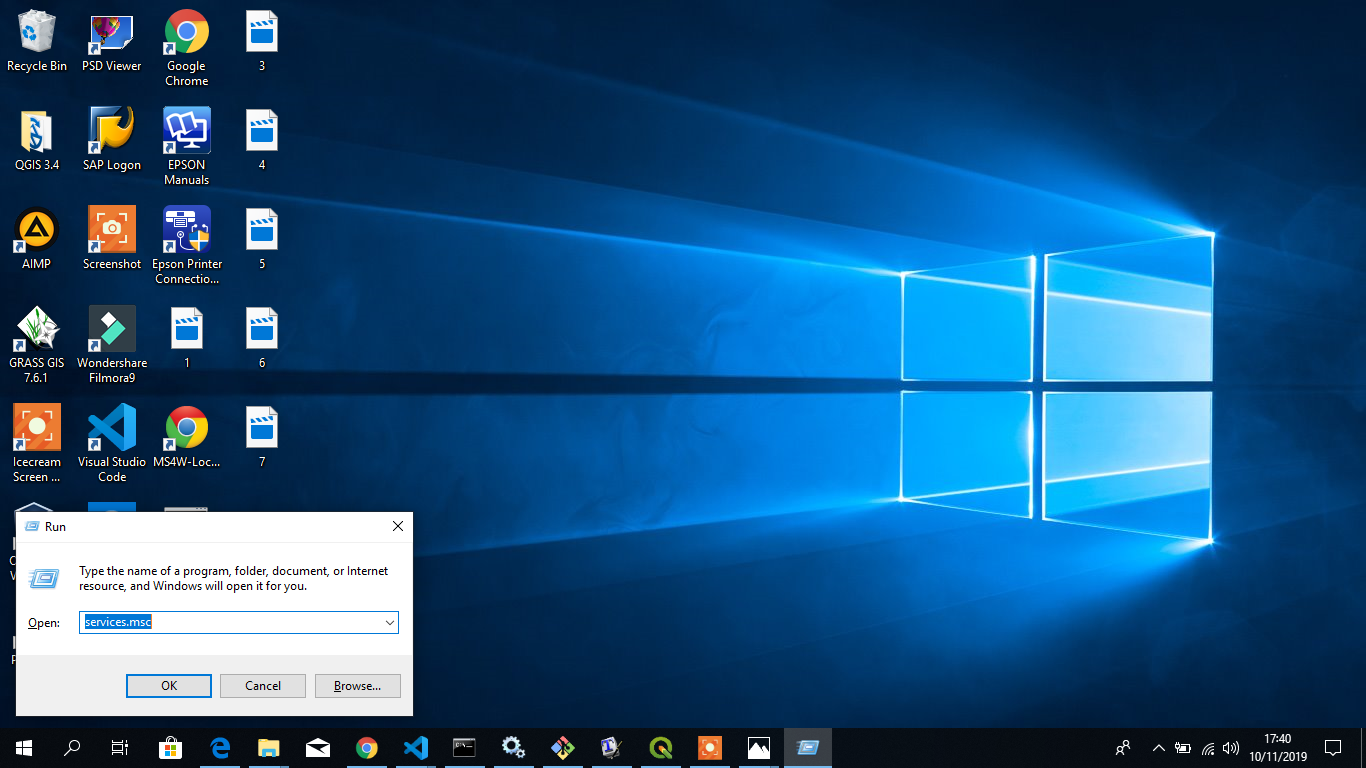 Recycle Bin
PSD Viewer
Google
Chrome
3
QGIS 3.4
SAP Logon
EPSON
Manuals
4
AIMP
Screenshot
Epson Printer
Connectio...
5
GRASS GIS
7.6.1
Wondershare
Filmora9
1
6
Icecream
Screen ...
Visual Studio
Code
MS4W-Loc...
7
Run
Type the name of a program, folder, document, or Internet
resource, and Windows will open it for you.
Open:
services.msc
OK
Cancel
Browse...
17:40
10/11/2019